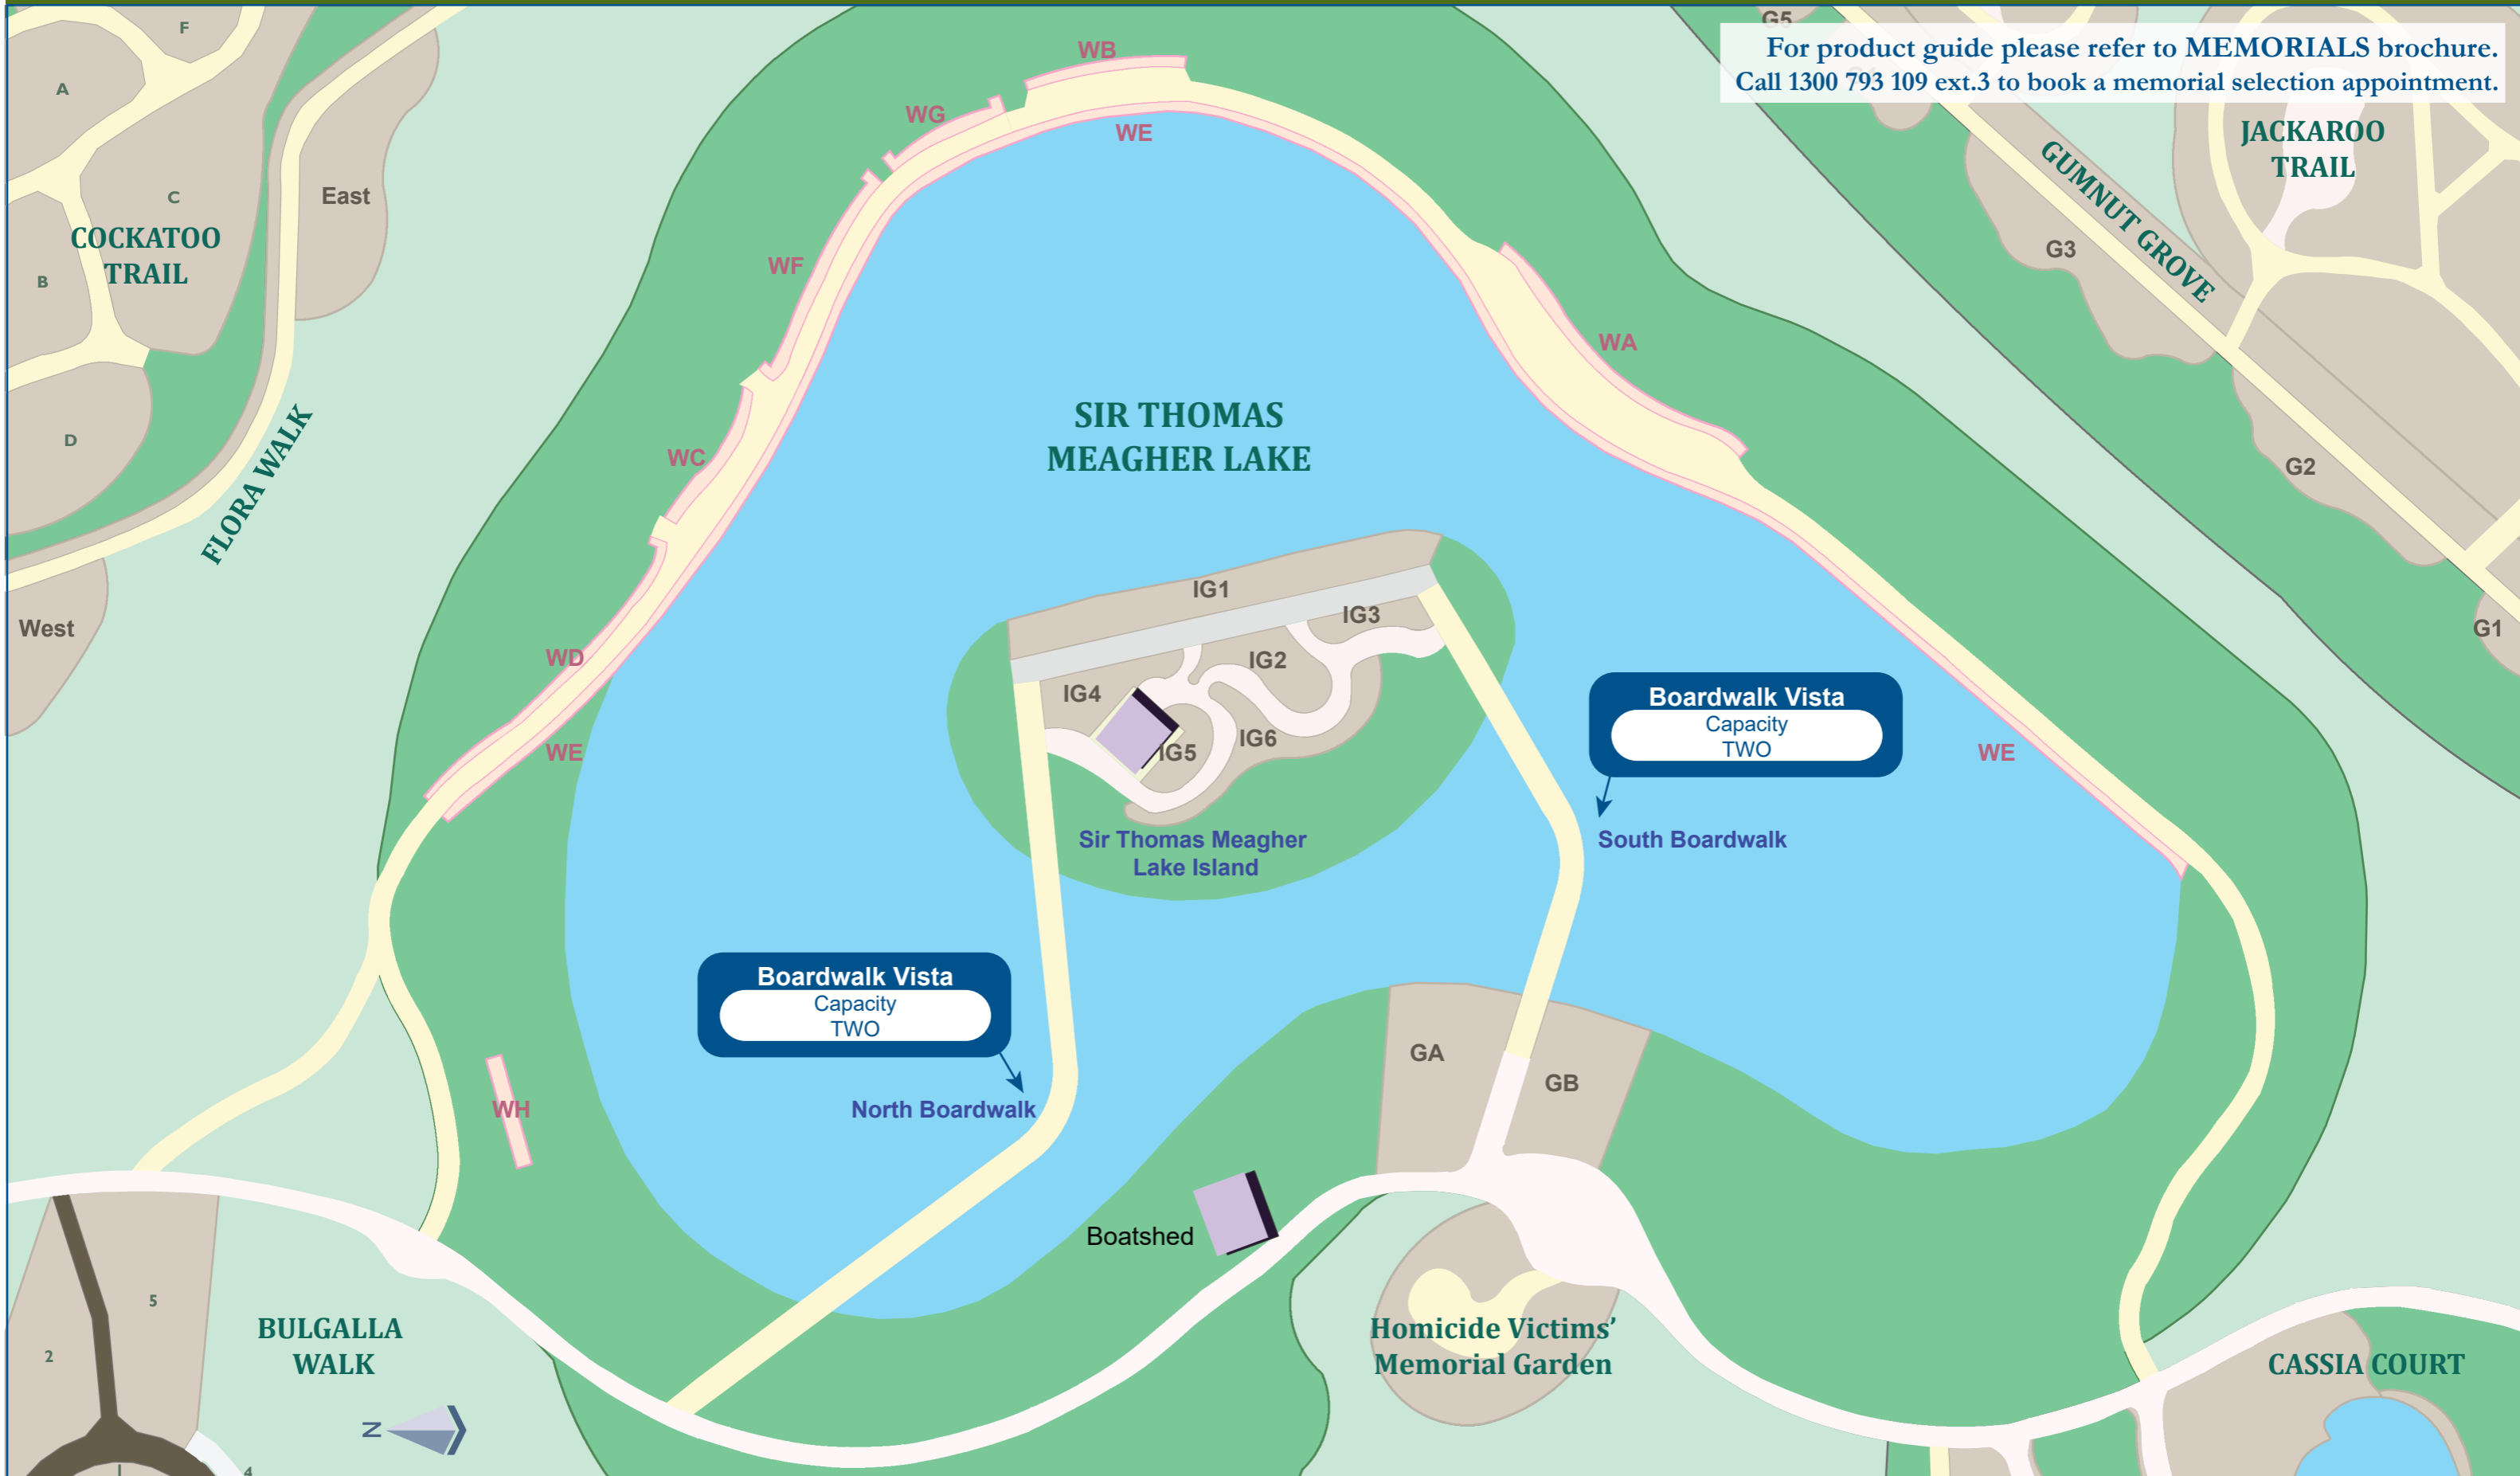 G5
For product guide please refer to MEMORIALS brochure.
Call 1300 793 109 ext.3 to book a memorial selection appointment.
F
A
C
B
D
COCKATOO
TRAIL
East
FLORA WALK
West
WB
WG
WE
WF
WC
WD
WE
WA
WE
WH
JACKAROO
TRAIL
GUMNUT GROVE
G3
G2
G1
SIR THOMAS
MEAGHER LAKE
IG1
IG3
IG2
IG4
IG6
IG5
Sir Thomas Meagher
Lake Island
Boardwalk Vista
Capacity
TWO
South Boardwalk
Boardwalk Vista
Capacity
TWO
North Boardwalk
GA
GB
Boatshed
Homicide Victims’
Memorial Garden
CASSIA COURT
BULGALLA
WALK
5
2
1
4
N